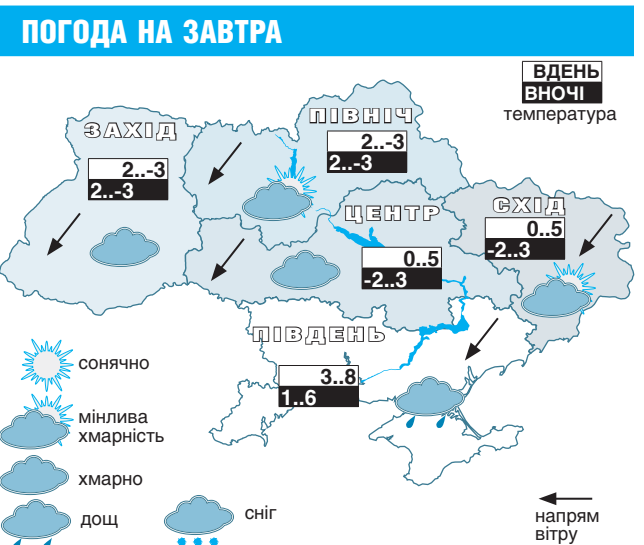 ПОГОДА НА ЗАВТРА
ВДЕНЬ
ВНОЧІ
температура
ЗАХІД
2..-3
2..-3
ПІВНІЧ
2..-3
2..-3
ЦЕНТР
0..5
-2..3
СХІД
0..5
-2..3
ПІВДЕНЬ
3..8
1..6
сонячно
мінлива
хмарність
хмарно
дощ
сніг
напрям
вітру